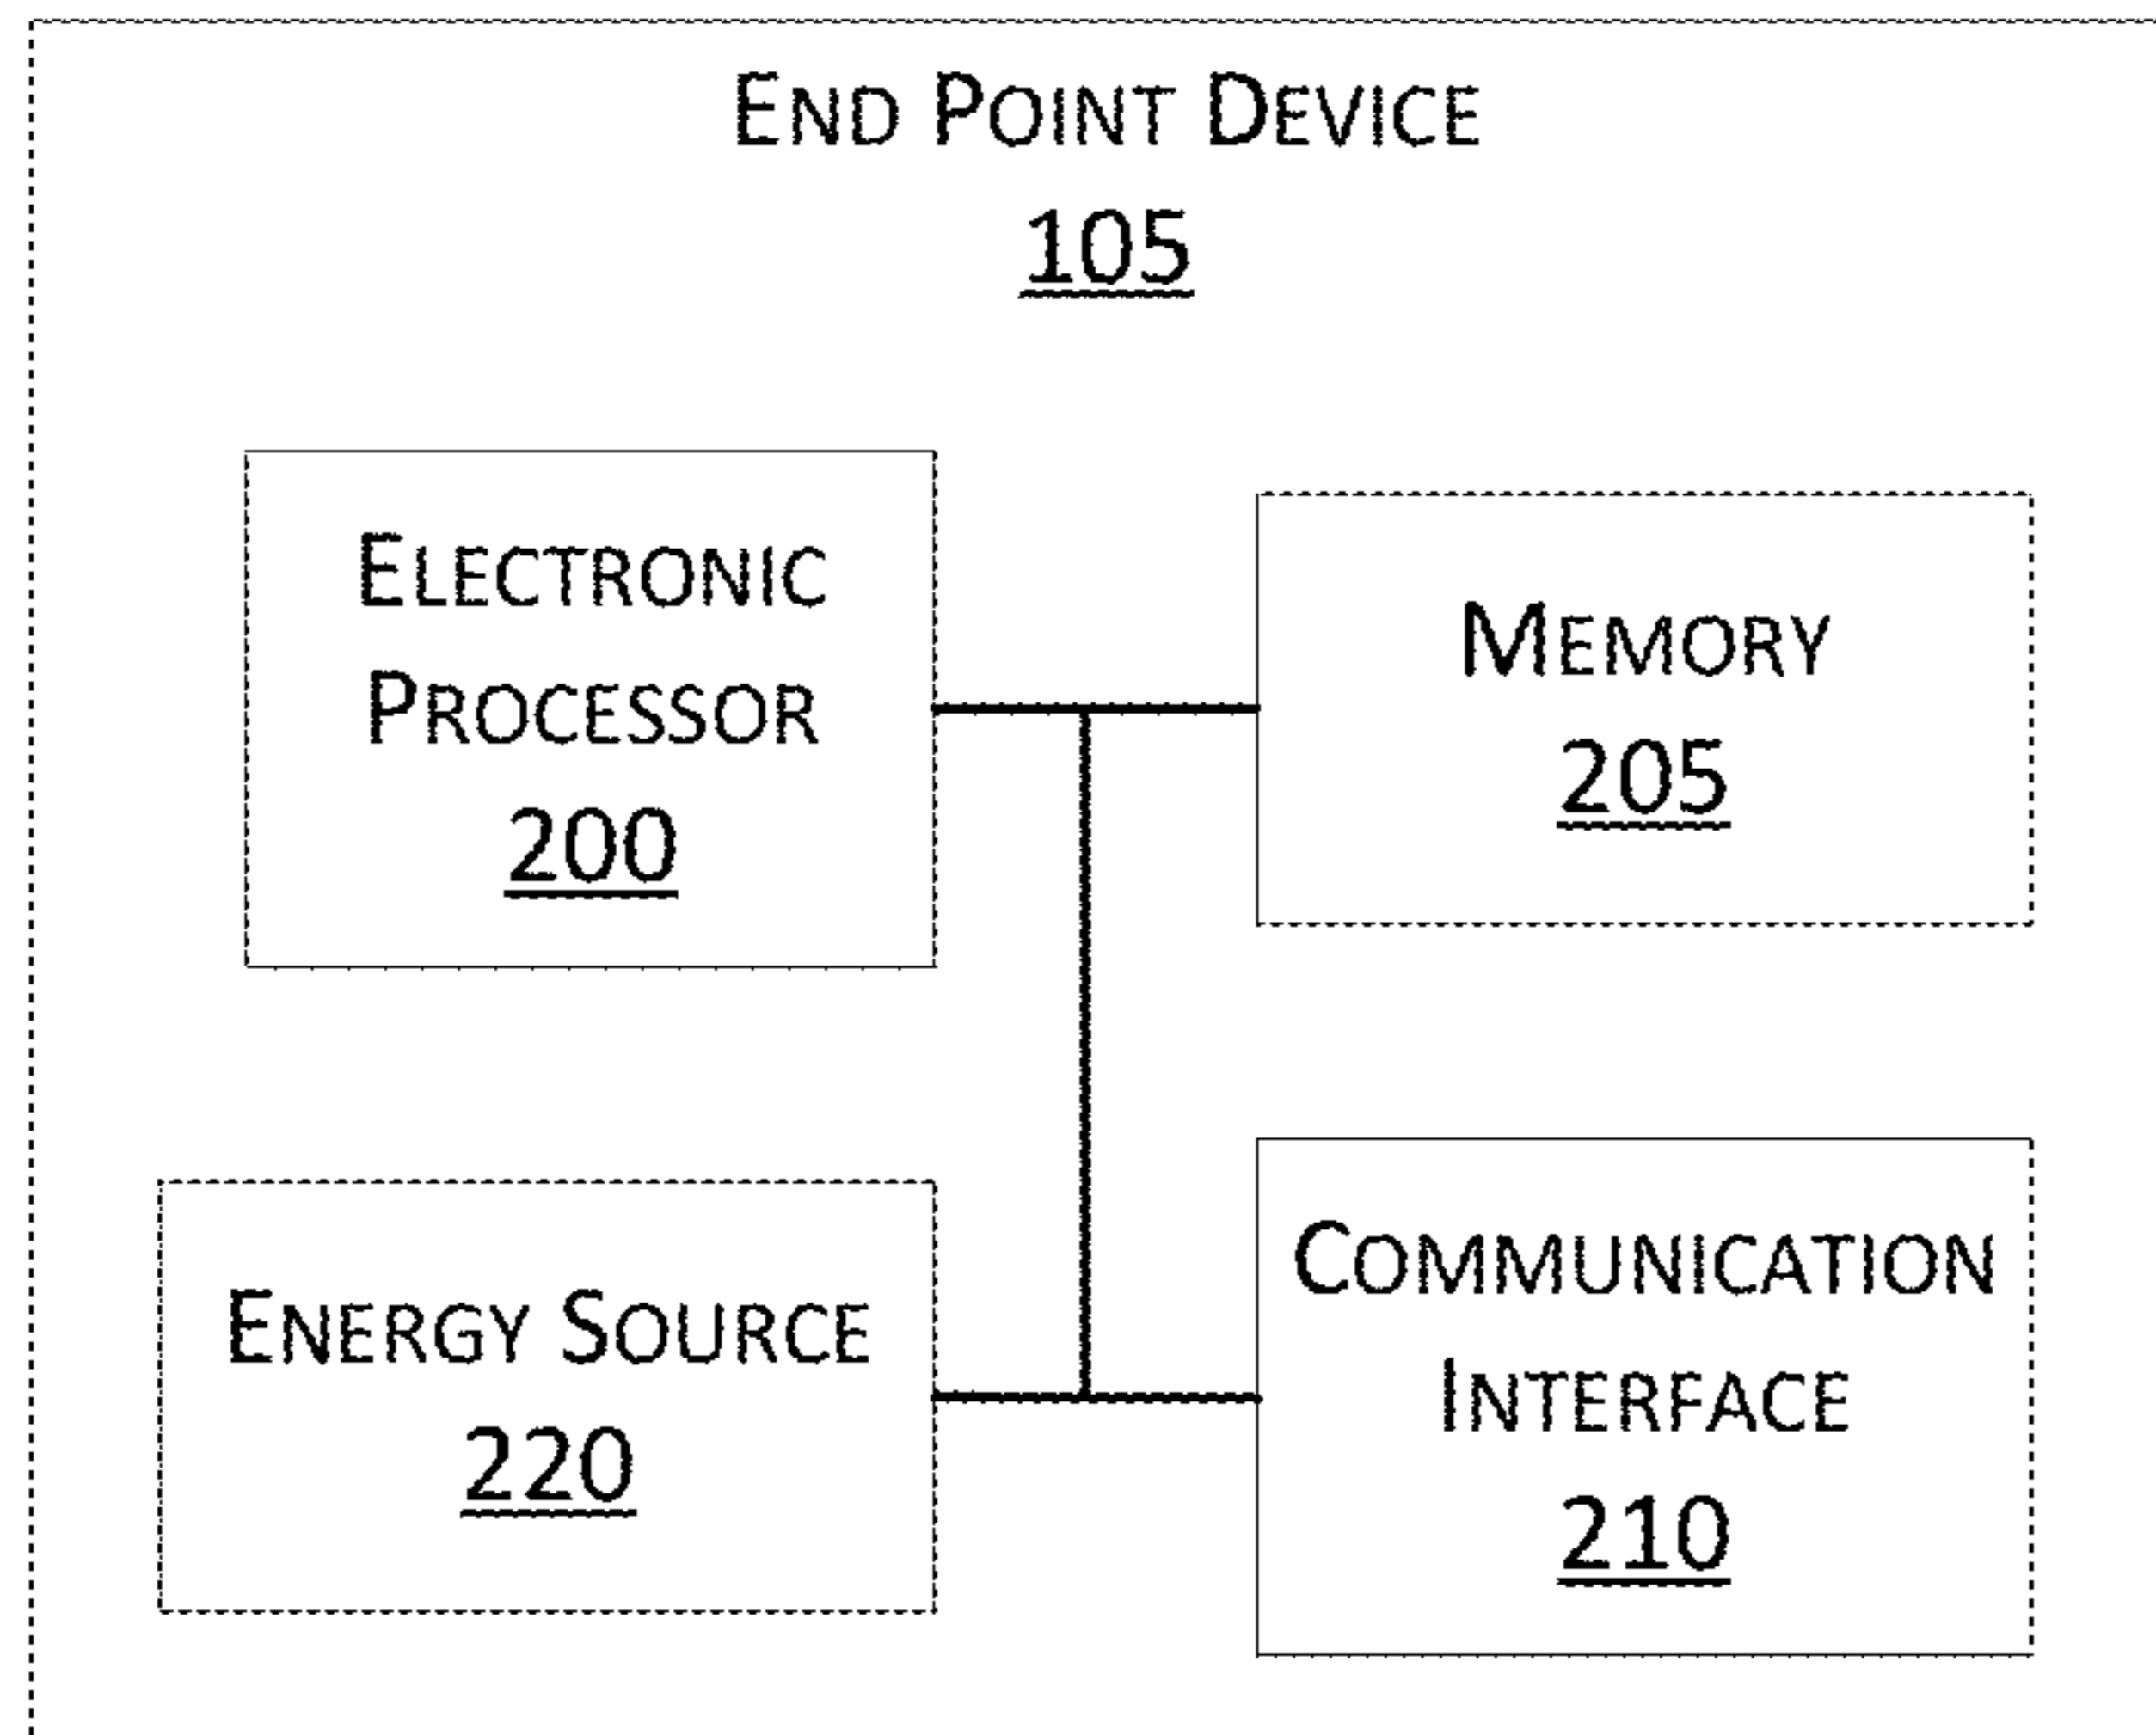 END POINT DEVICE
105
ELECTRONIC
PROCESSOR
200
MEMORY
205
ENERGY SOURCE
220
COMMUNICATION
INTERFACE
210